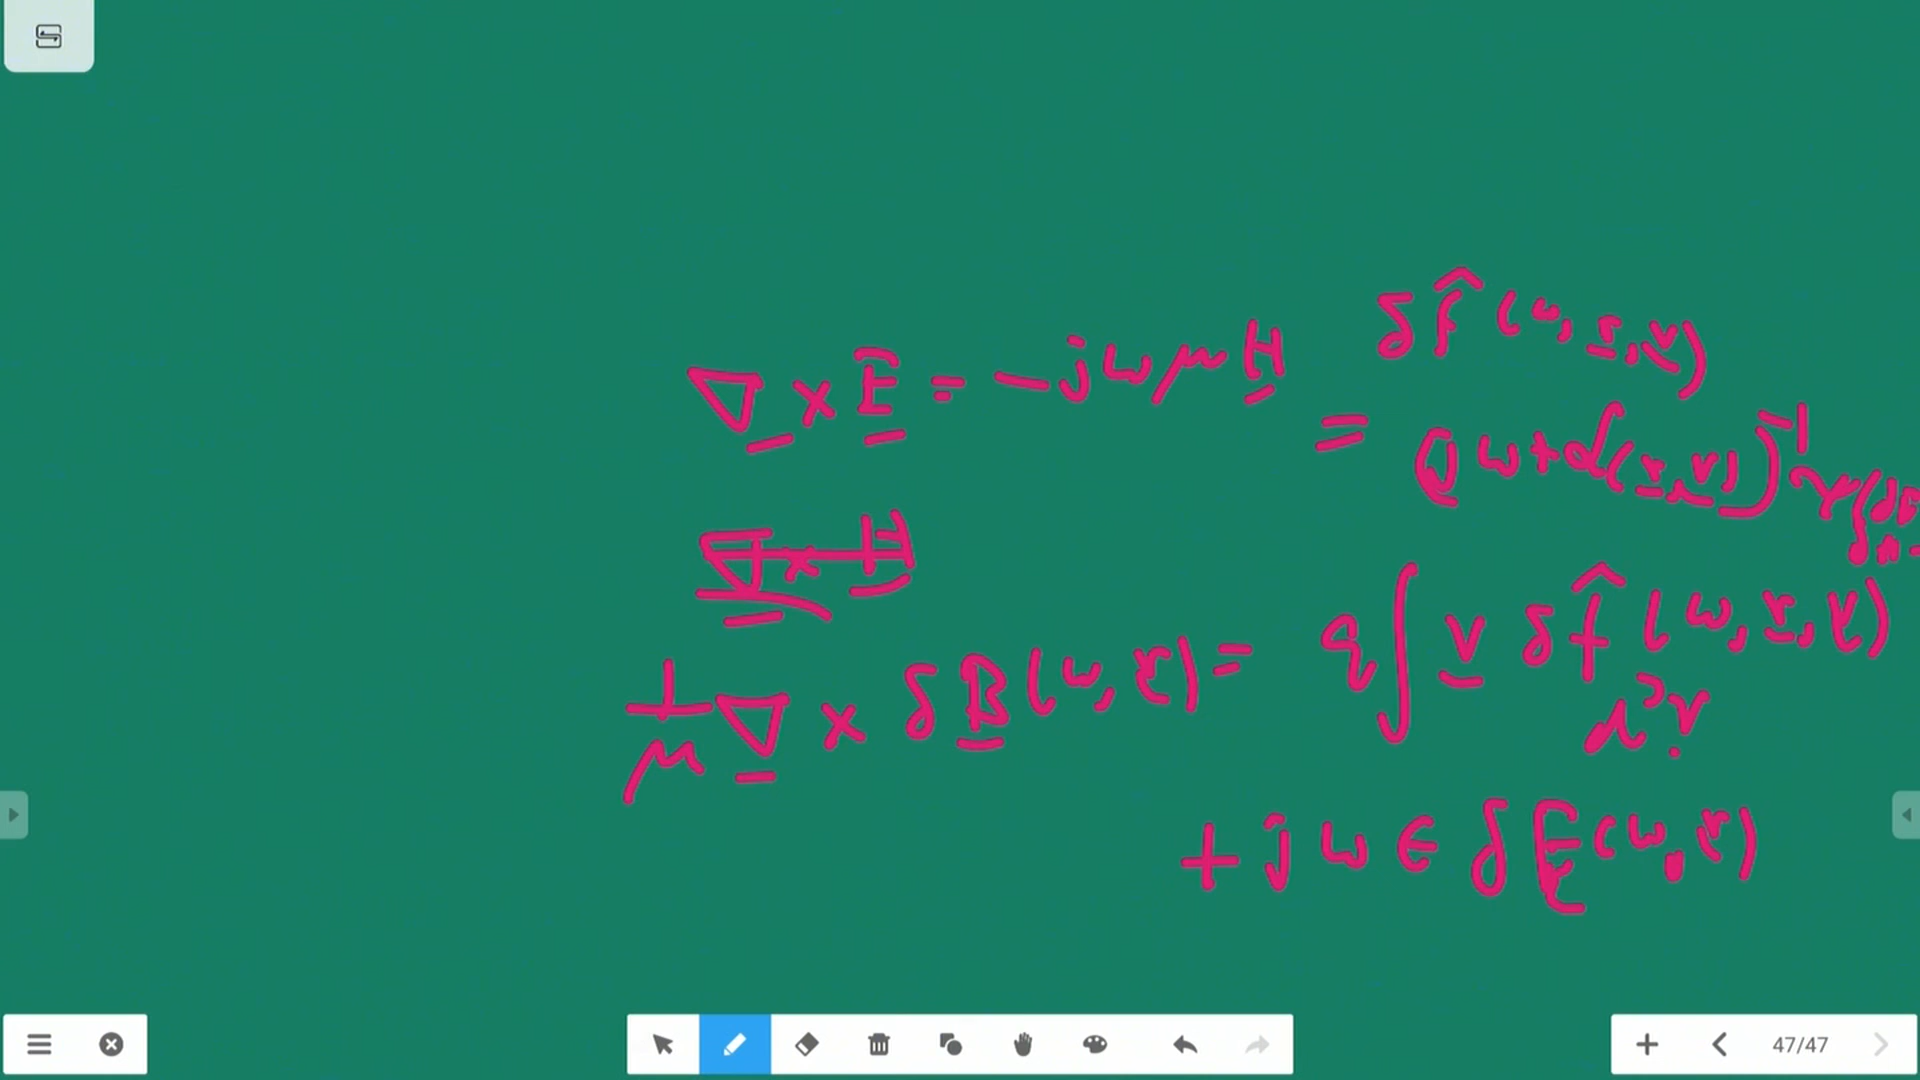 ∇ × E = -jωμH
δf̂(ω, r, v)
= (jω + α(r, v))⁻¹
∇ × H
1/μ ∇ × δB(ω, r) = q∫ v δf̂(ω, r, v)
d³v
+ jωϵ δE(ω, r)
47/47